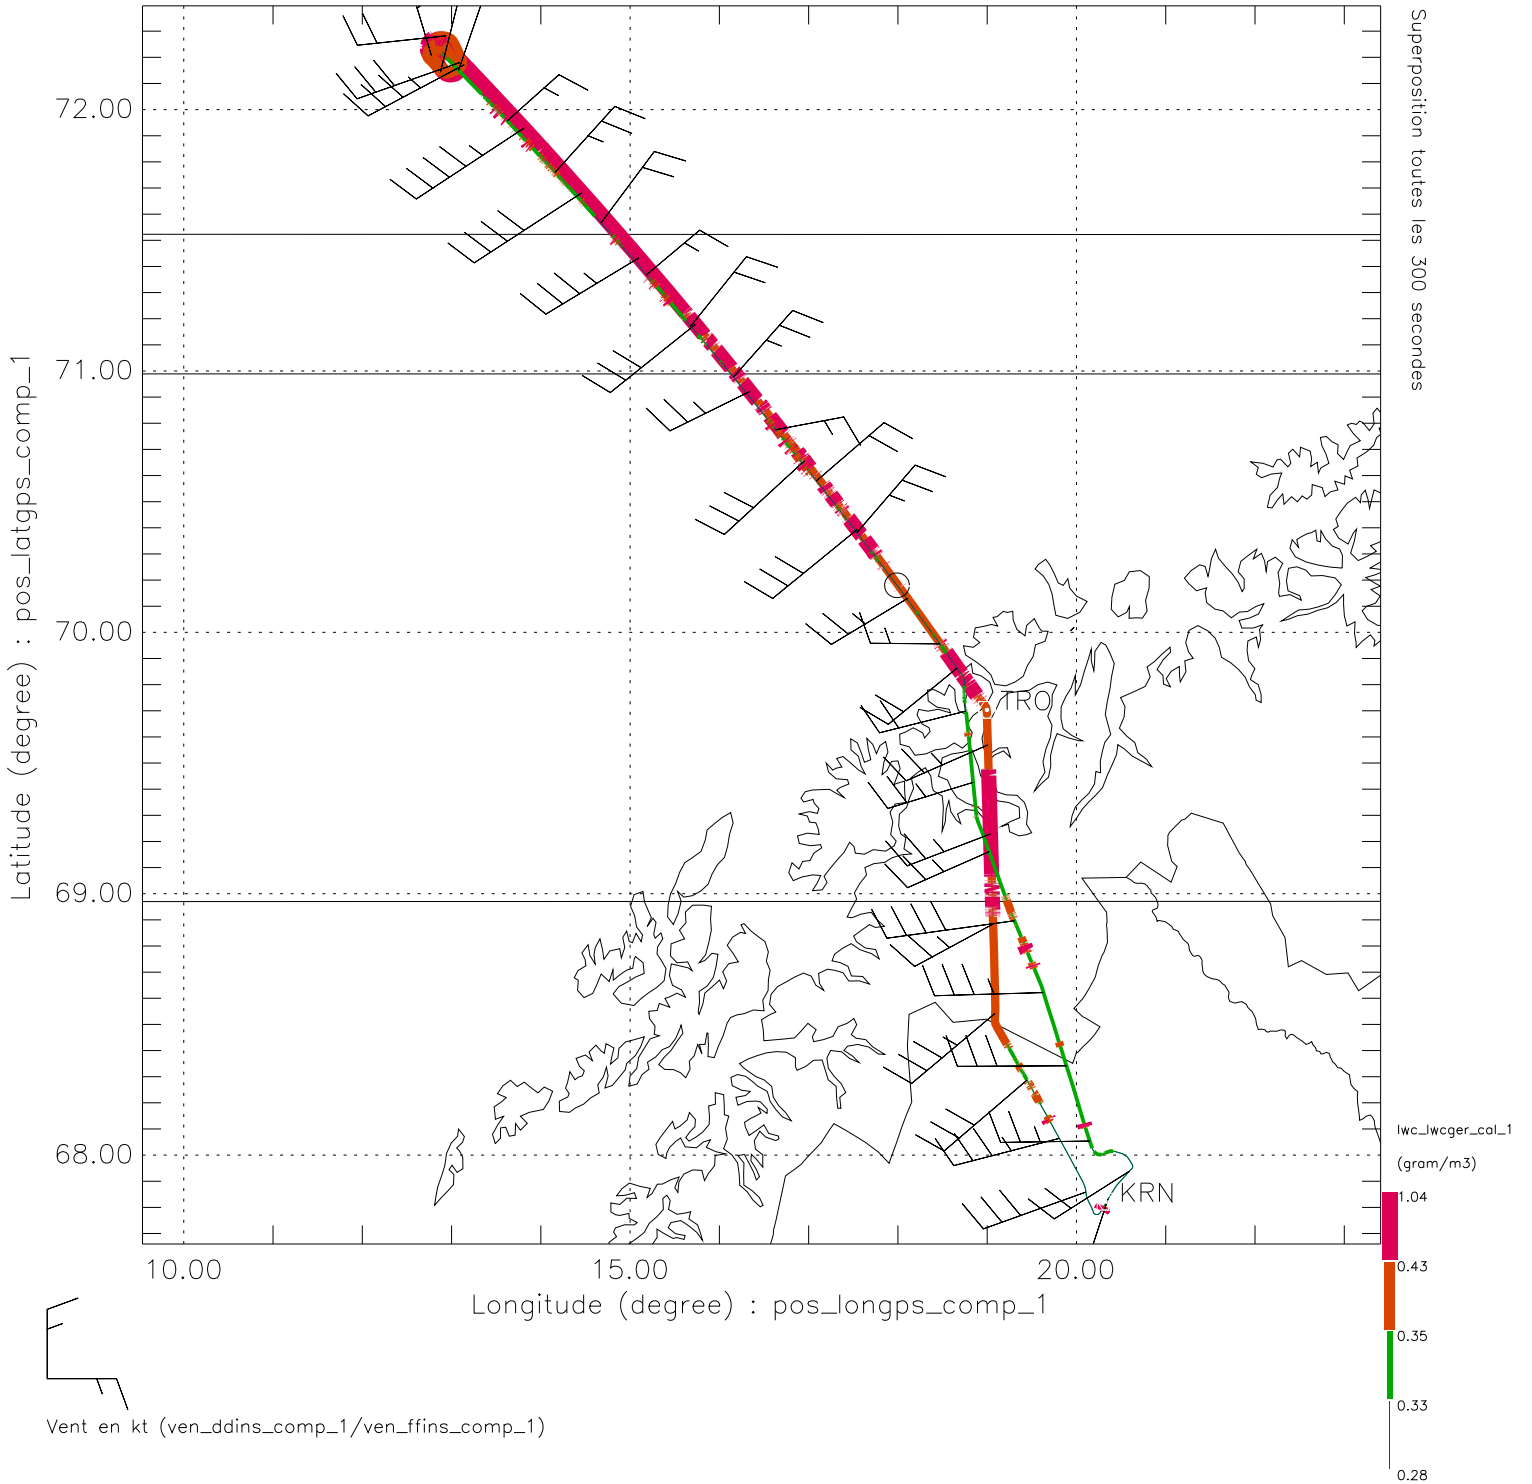 Superposition toutes les 300 secondes
72.00
71.00
70.00
69.00
68.00
Latitude (degree) : pos_latgps_comp_1
TRO
KRN
10.00
15.00
20.00
Longitude (degree) : pos_longps_comp_1
lwc_lwcger_cal_1
(gram/m3)
1.04
0.43
0.35
0.33
0.28
Vent en kt (ven_ddins_comp_1/ven_ffins_comp_1)